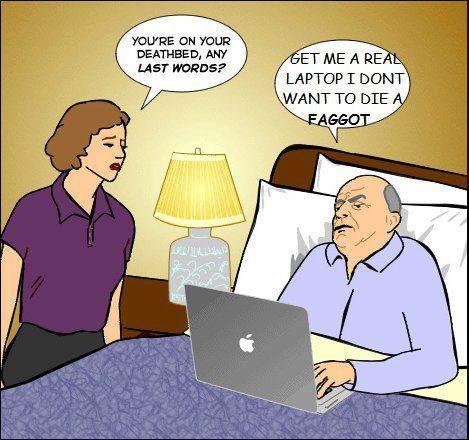 YOU'RE ON YOUR
DEATHBED, ANY
LAST WORDS?
GET ME A REAL
LAPTOP I DONT
WANT TO DIE A
FAGGOT